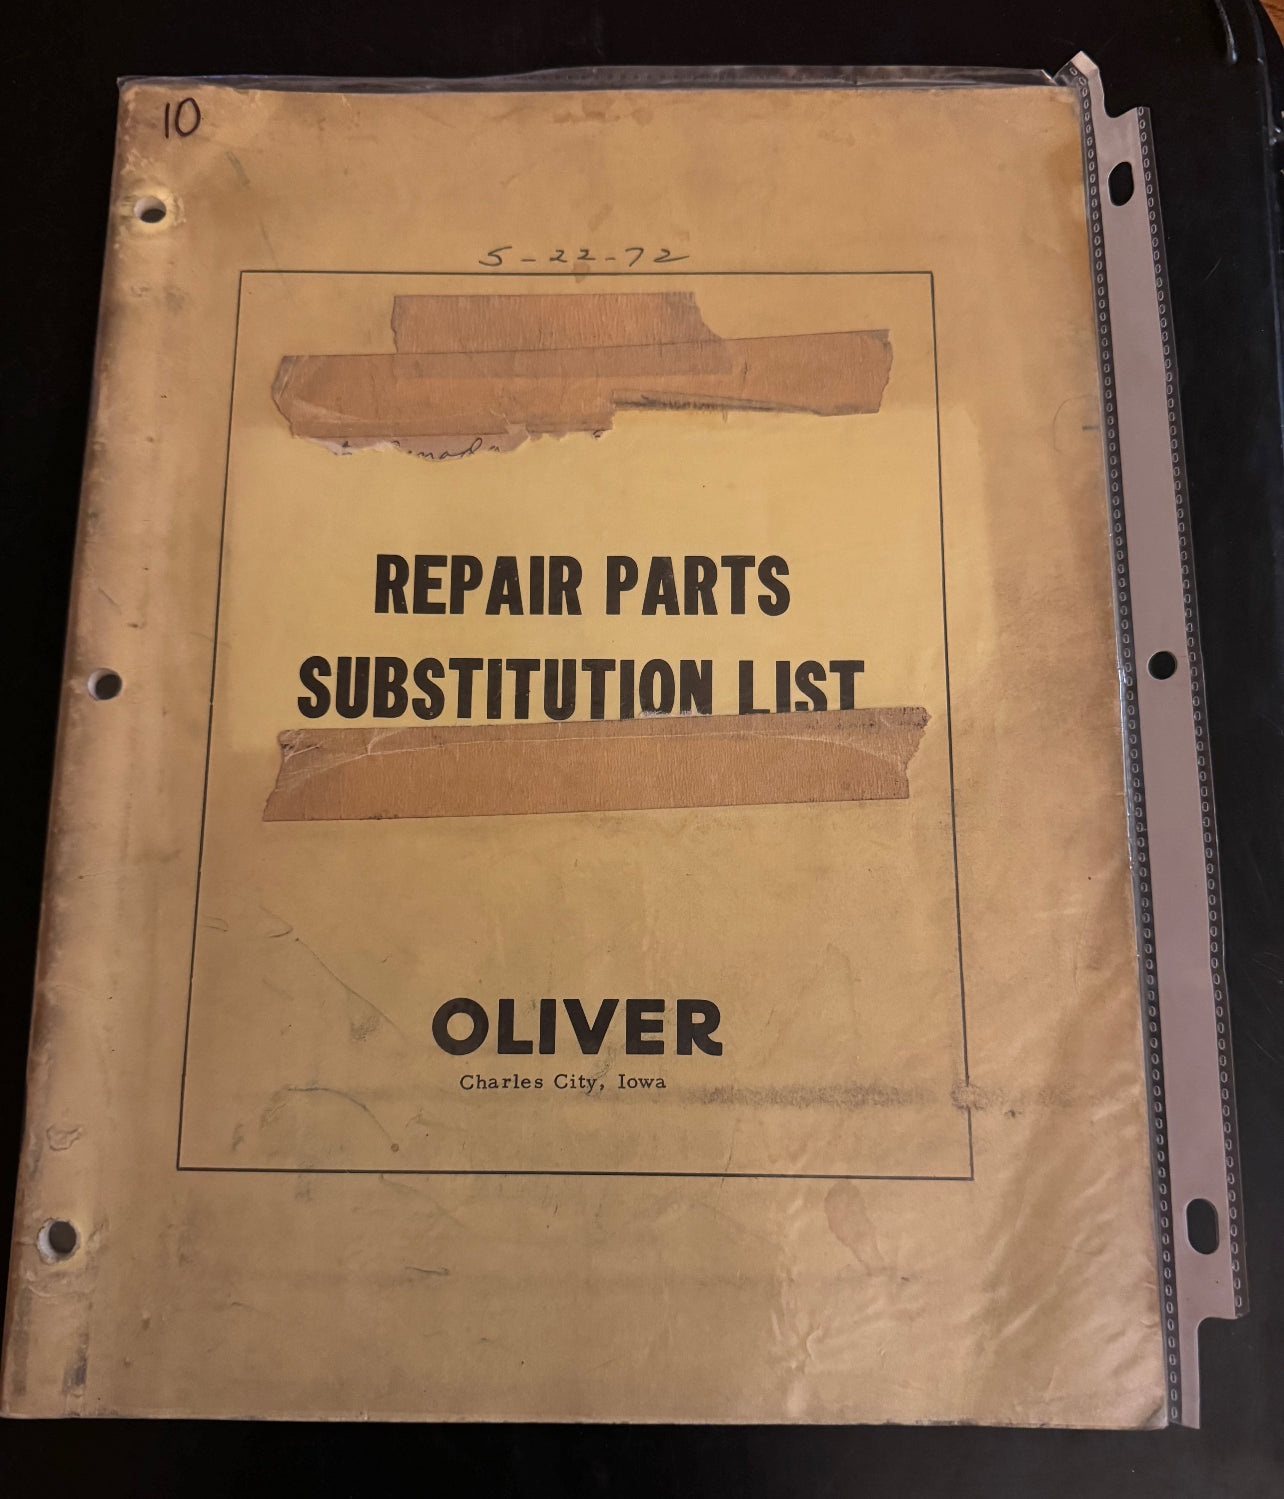 10
5-22-72
REPAIR PARTS
SUBSTITUTION LIST
OLIVER
Charles City, Iowa